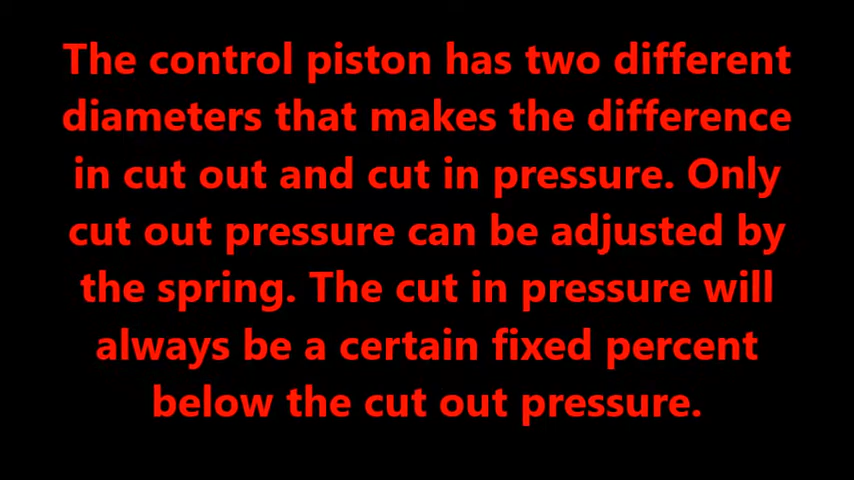 The control piston has two different
diameters that makes the difference
in cut out and cut in pressure. Only
cut out pressure can be adjusted by
the spring. The cut in pressure will
always be a certain fixed percent
below the cut out pressure.